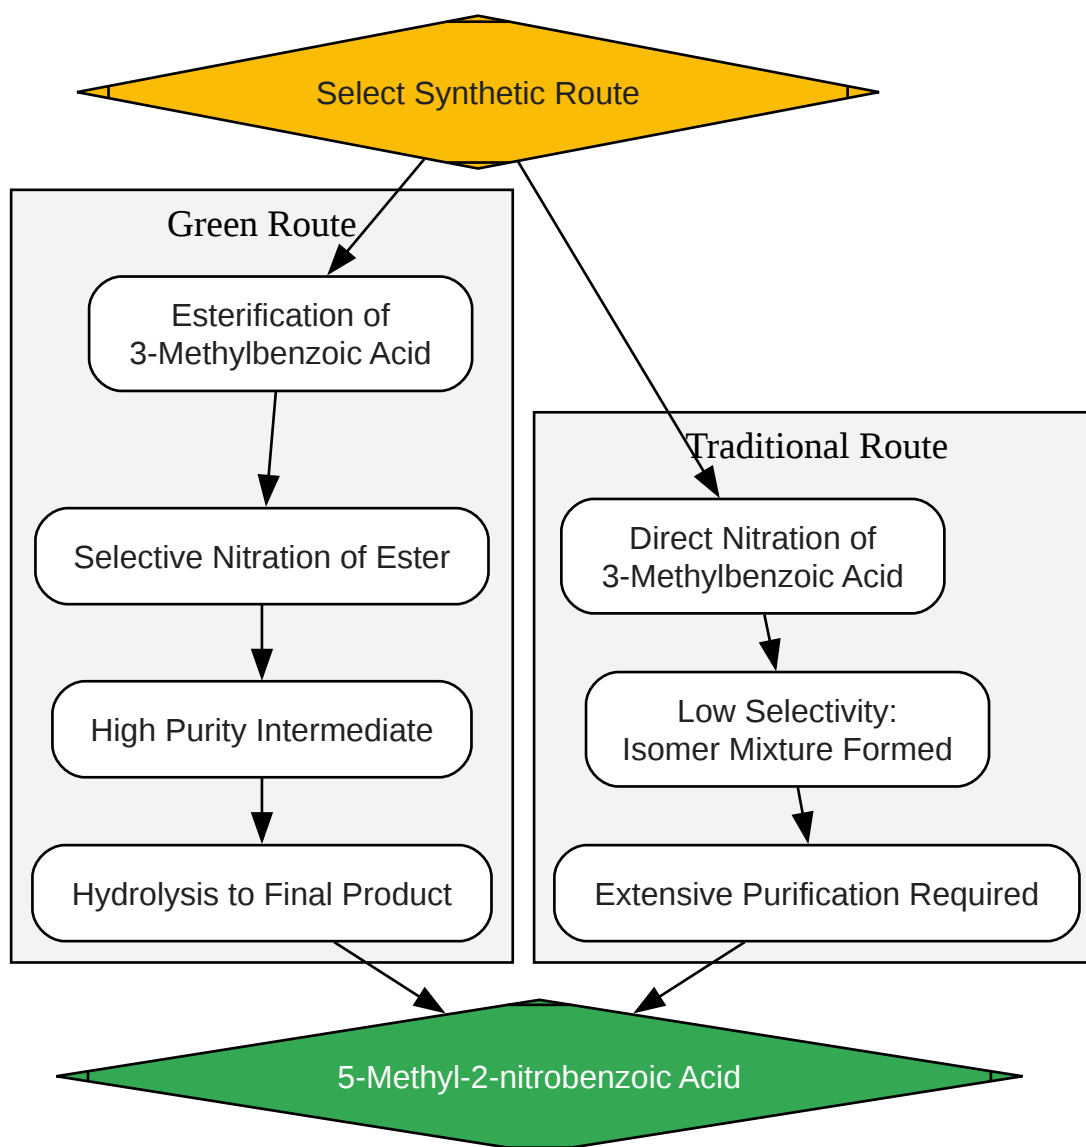 Select Synthetic Route
Green Route
Esterification of
3-Methylbenzoic Acid
Selective Nitration of Ester
High Purity Intermediate
Hydrolysis to Final Product
Traditional Route
Direct Nitration of
3-Methylbenzoic Acid
Low Selectivity:
Isomer Mixture Formed
Extensive Purification Required
5-Methyl-2-nitrobenzoic Acid